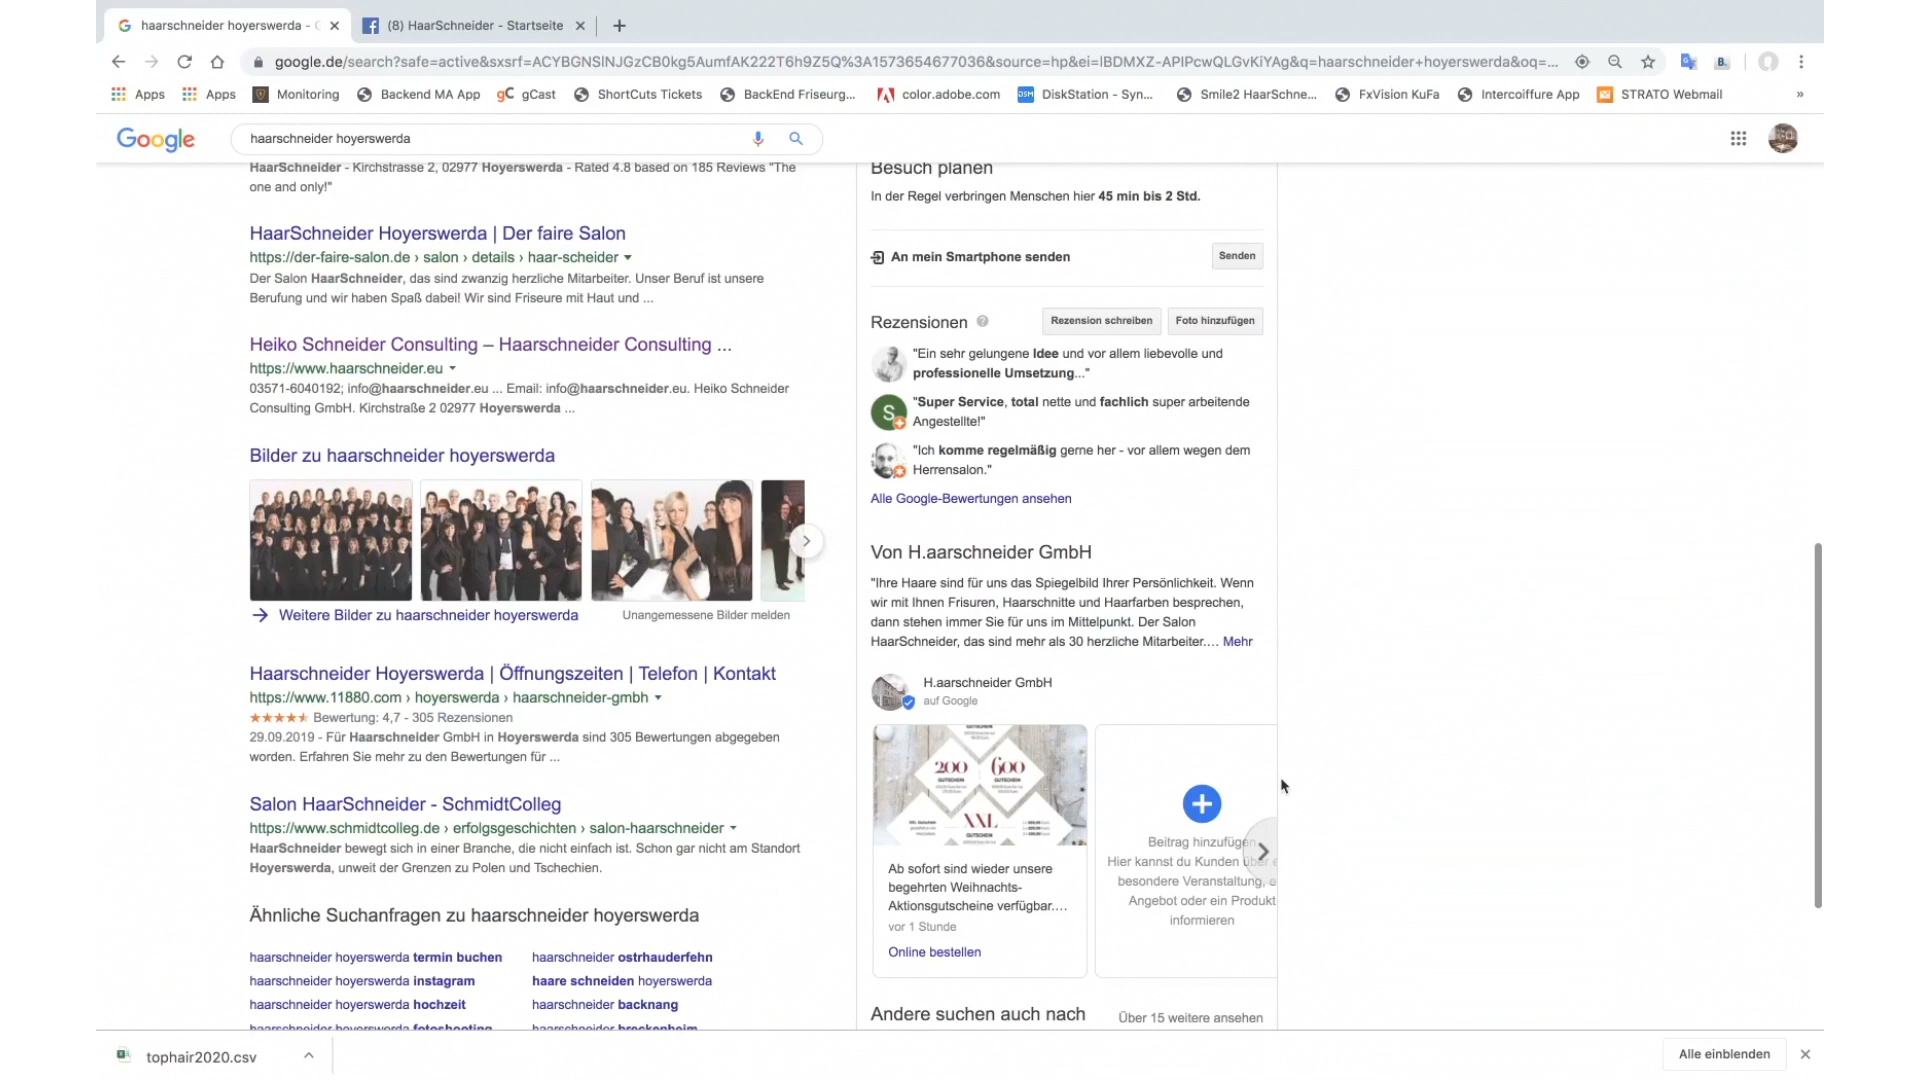 haarschneider hoyerswerda -
(8) HaarSchneider - Startseite
google.de/search?safe=active&sxsrf=ACYBGNSlNJGzCB0kg5AumfAK222T6h9Z5Q%3A1573654677036&source=hp&ei=lBDMXZ-APIPcwQLGvKiYAg&q=haarschneider+hoyerswerda&oq=...
Apps
Apps
Monitoring
Backend MA App
gC gCast
ShortCuts Tickets
BackEnd Friseurg...
color.adobe.com
DSM DiskStation - Syn...
Smile2 HaarSchne...
FxVision KuFa
Intercoiffure App
STRATO Webmail
»
Google
haarschneider hoyerswerda
HaarSchneider - Kirchstrasse 2, 02977 Hoyerswerda - Rated 4.8 based on 185 Reviews "The
one and only!"
HaarSchneider Hoyerswerda | Der faire Salon
https://der-faire-salon.de › salon › details › haar-scheider
Der Salon HaarSchneider, das sind zwanzig herzliche Mitarbeiter. Unser Beruf ist unsere
Berufung und wir haben Spaß dabei! Wir sind Friseure mit Haut und ...
Heiko Schneider Consulting – Haarschneider Consulting ...
https://www.haarschneider.eu
03571-6040192; info@haarschneider.eu ... Email: info@haarschneider.eu. Heiko Schneider
Consulting GmbH. Kirchstraße 2 02977 Hoyerswerda ...
Bilder zu haarschneider hoyerswerda
Weitere Bilder zu haarschneider hoyerswerda
Unangemessene Bilder melden
Haarschneider Hoyerswerda | Öffnungszeiten | Telefon | Kontakt
https://www.11880.com › hoyerswerda › haarschneider-gmbh
Bewertung: 4,7 - 305 Rezensionen
29.09.2019 - Für Haarschneider GmbH in Hoyerswerda sind 305 Bewertungen abgegeben
worden. Erfahren Sie mehr zu den Bewertungen für ...
Salon HaarSchneider - SchmidtColleg
https://www.schmidtcolleg.de › erfolgsgeschichten › salon-haarschneider
HaarSchneider bewegt sich in einer Branche, die nicht einfach ist. Schon gar nicht am Standort
Hoyerswerda, unweit der Grenzen zu Polen und Tschechien.
Ähnliche Suchanfragen zu haarschneider hoyerswerda
haarschneider hoyerswerda termin buchen
haarschneider ostrhauderfehn
haarschneider hoyerswerda instagram
haare schneiden hoyerswerda
haarschneider hoyerswerda hochzeit
haarschneider backnang
haarschneider hoyerswerda fotoshooting
haarschneider breckenheim
Besuch planen
In der Regel verbringen Menschen hier 45 min bis 2 Std.
An mein Smartphone senden
Senden
Rezensionen
Rezension schreiben
Foto hinzufügen
"Ein sehr gelungene Idee und vor allem liebevolle und
professionelle Umsetzung..."
S
"Super Service, total nette und fachlich super arbeitende
Angestellte!"
"Ich komme regelmäßig gerne her - vor allem wegen dem
Herrensalon."
Alle Google-Bewertungen ansehen
Von H.aarschneider GmbH
"Ihre Haare sind für uns das Spiegelbild Ihrer Persönlichkeit. Wenn
wir mit Ihnen Frisuren, Haarschnitte und Haarfarben besprechen,
dann stehen immer Sie für uns im Mittelpunkt. Der Salon
HaarSchneider, das sind mehr als 30 herzliche Mitarbeiter.… Mehr
H.aarschneider GmbH
auf Google
200
GUTSCHEIN
600
GUTSCHEIN
XXL
GUTSCHEIN
Ab sofort sind wieder unsere
begehrten Weihnachts-
Aktionsgutscheine verfügbar.…
vor 1 Stunde
Online bestellen
Beitrag hinzufügen
Hier kannst du Kunden über
besondere Veranstaltung,
Angebot oder ein Produkt
informieren
Andere suchen auch nach
Über 15 weitere ansehen
tophair2020.csv
Alle einblenden